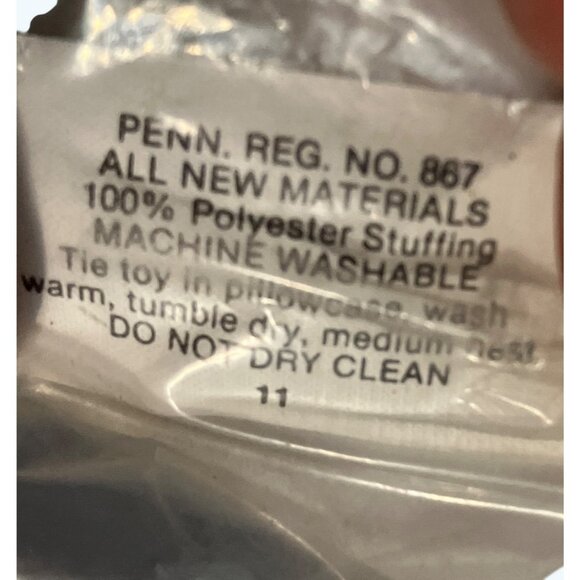 PENN. REG. NO. 867
ALL NEW MATERIALS
100% Polyester Stuffing
MACHINE WASHABLE
Tie toy in pillowcase, wash
warm, tumble dry, medium heat
DO NOT DRY CLEAN
11